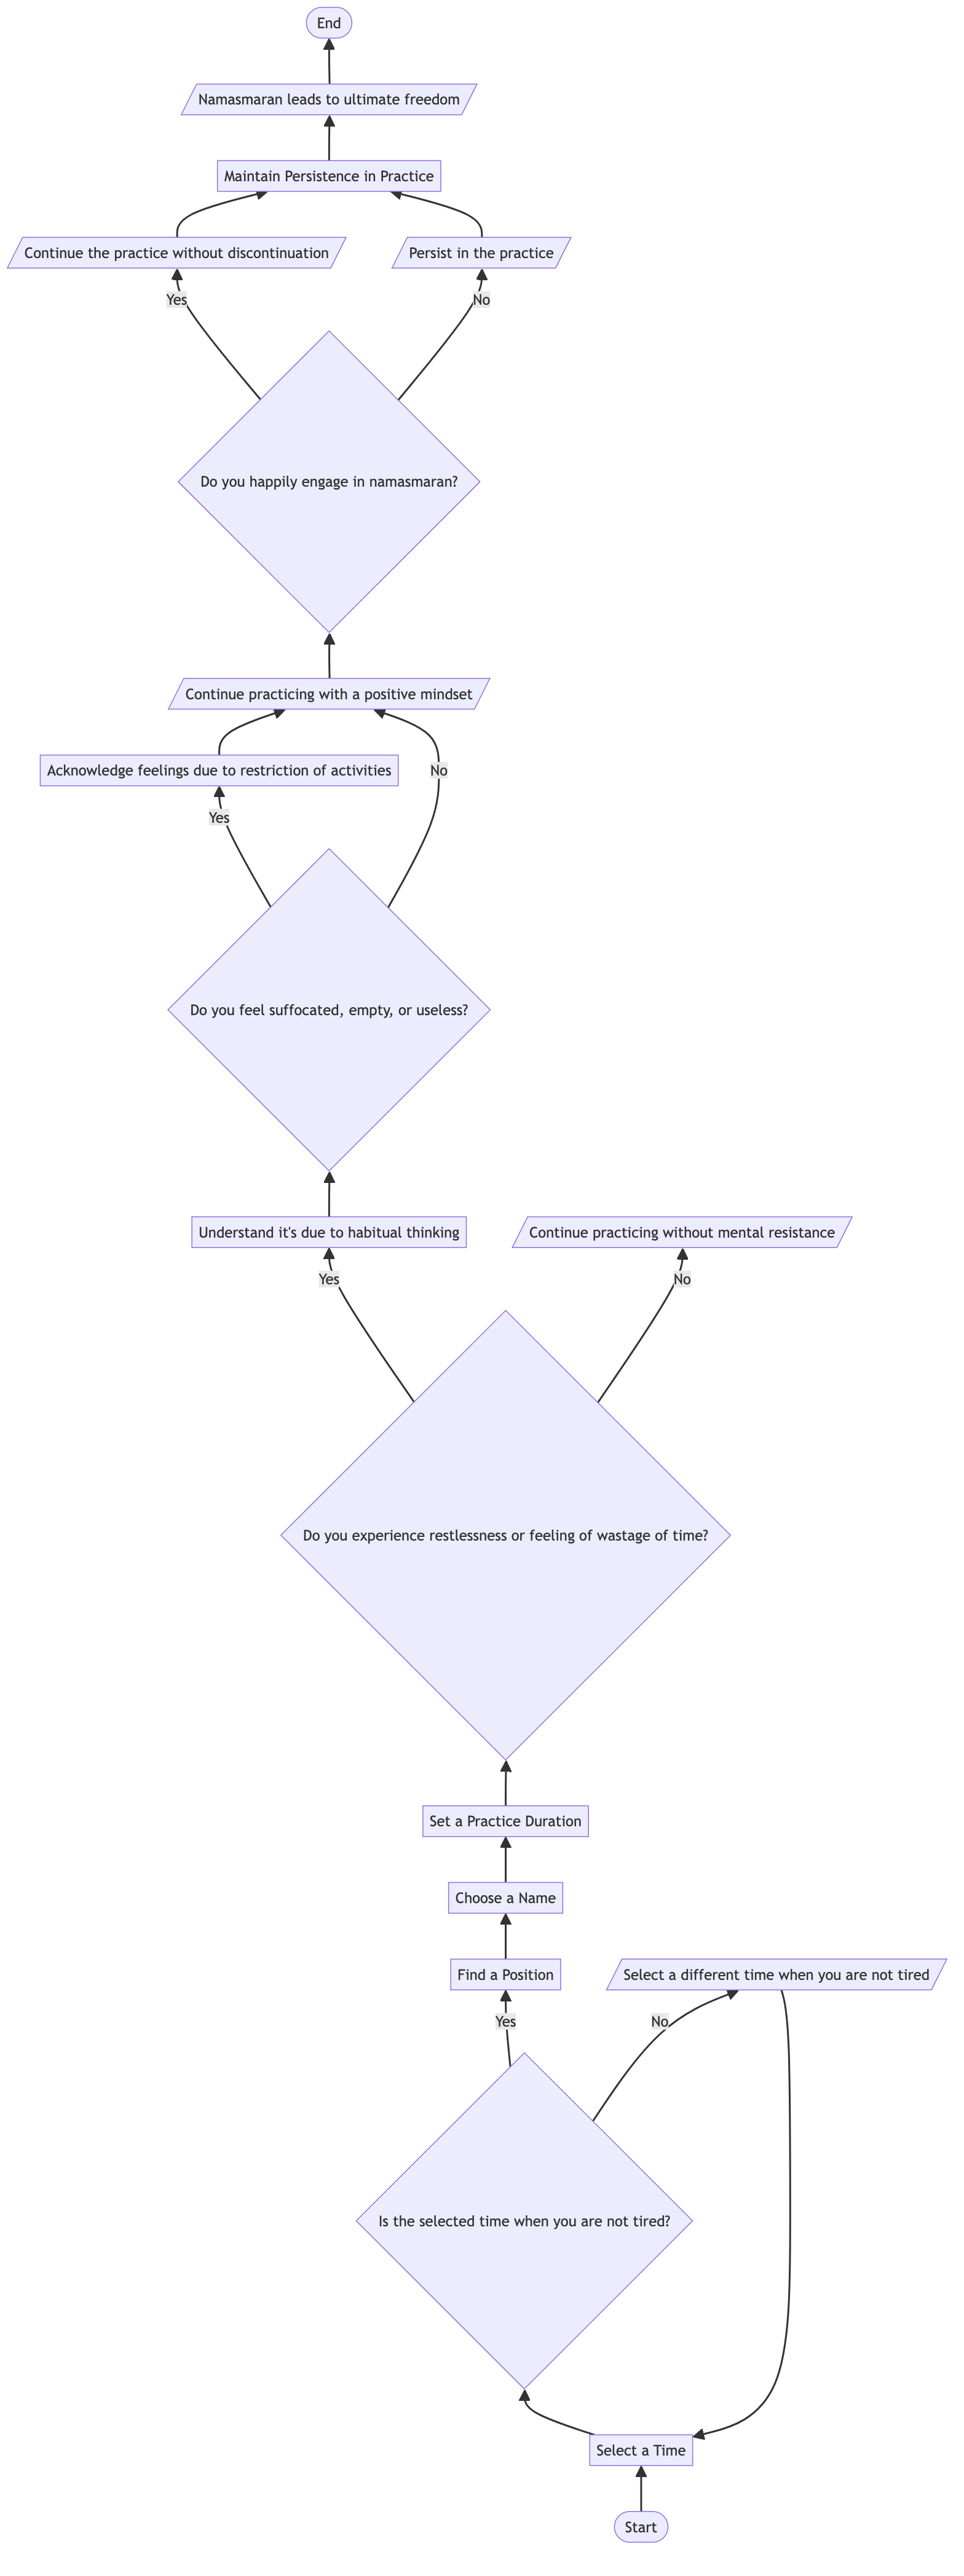 End
Namasmaran leads to ultimate freedom
Maintain Persistence in Practice
Continue the practice without discontinuation
Persist in the practice
Yes
No
Do you happily engage in namasmaran?
Continue practicing with a positive mindset
Acknowledge feelings due to restriction of activities
No
Yes
Do you feel suffocated, empty, or useless?
Understand it's due to habitual thinking
Continue practicing without mental resistance
Yes
No
Do you experience restlessness or feeling of wastage of time?
Set a Practice Duration
Choose a Name
Find a Position
Select a different time when you are not tired
Yes
No
Is the selected time when you are not tired?
Select a Time
Start